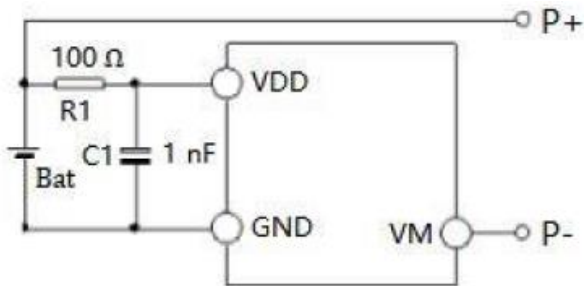 P+
100 Ω
VDD
R1
C1 1 nF
Bat
GND
VM
P-